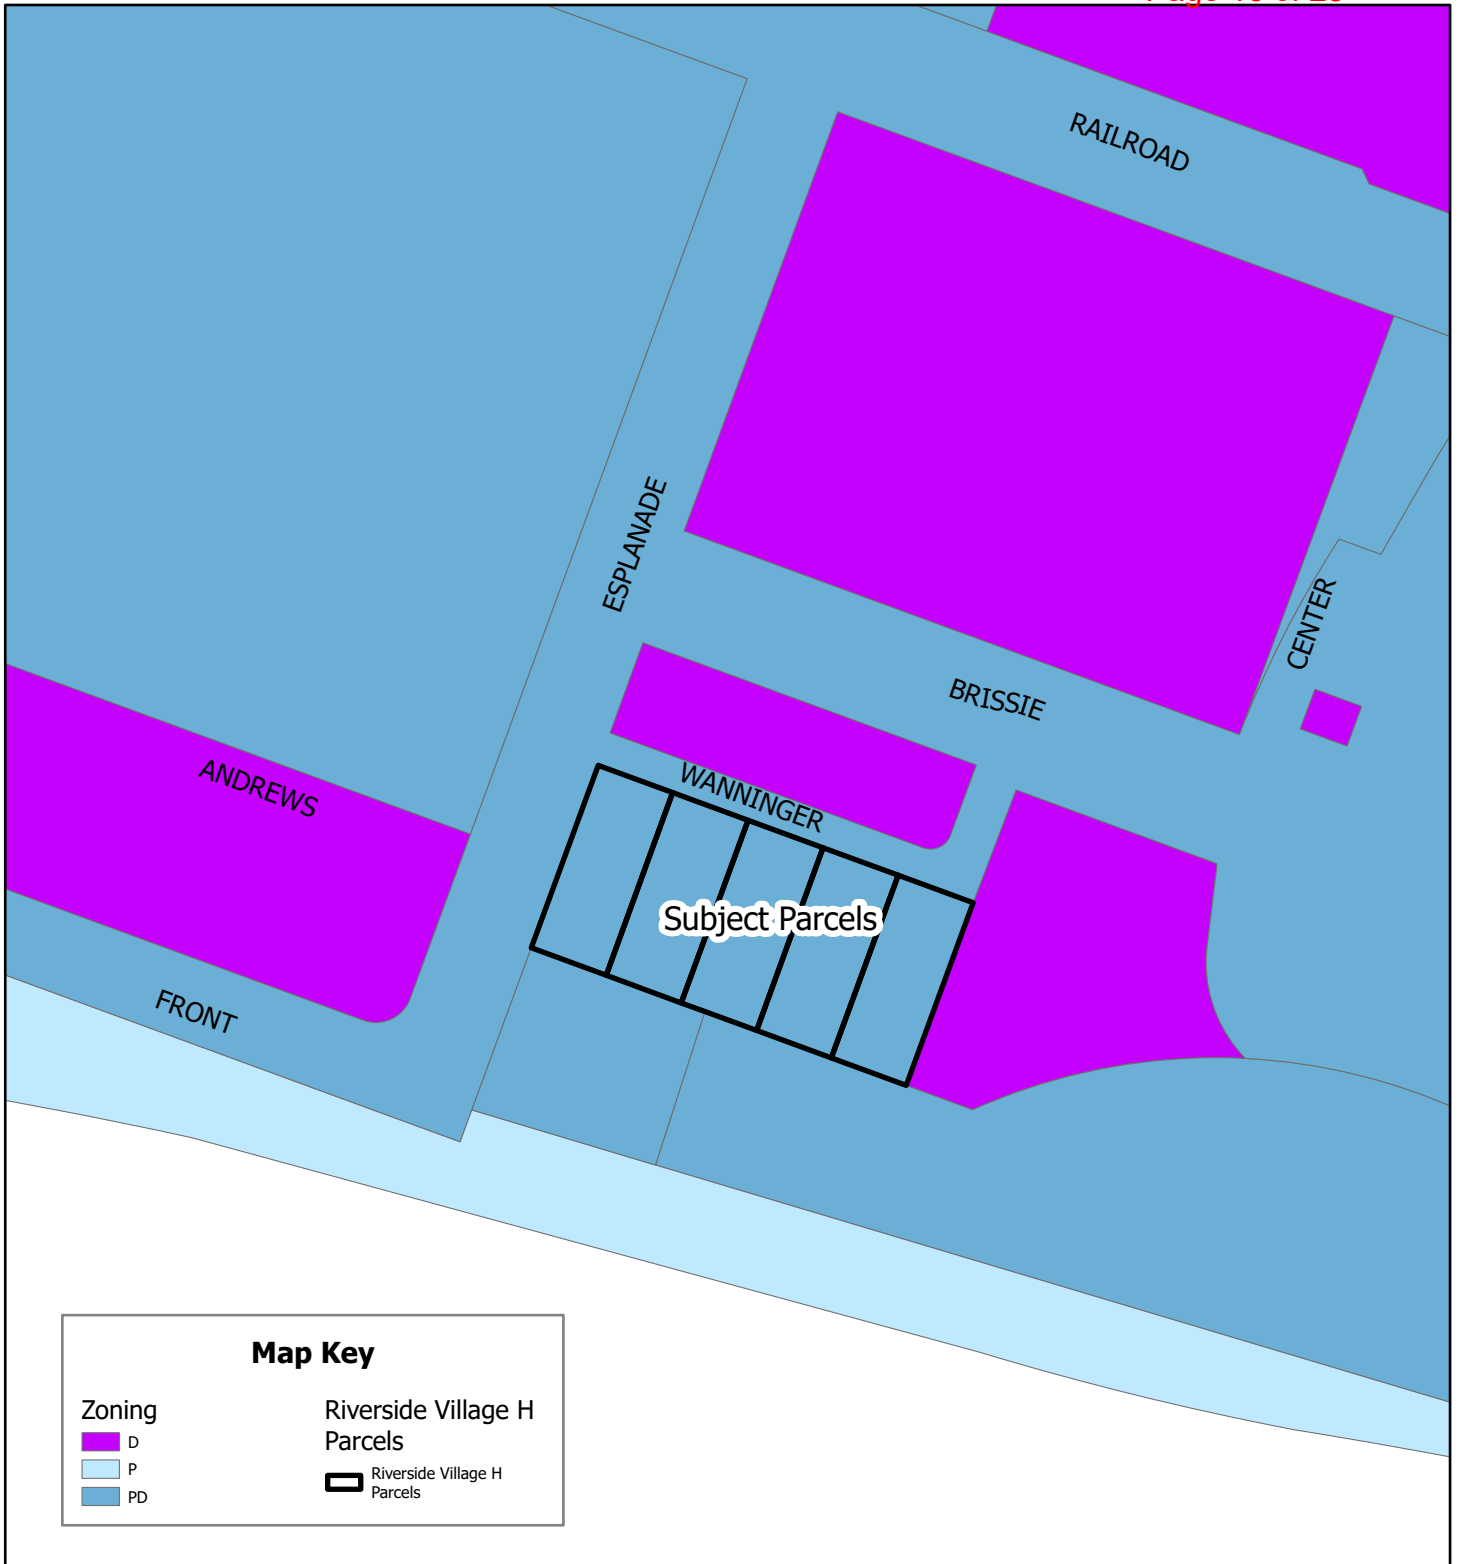 RAILROAD
ESPLANADE
CENTER
BRISSIE
ANDREWS
WANNINGER
Subject Parcels
FRONT
Map Key
Zoning
D
P
PD
Riverside Village H
Parcels
Riverside Village H
Parcels